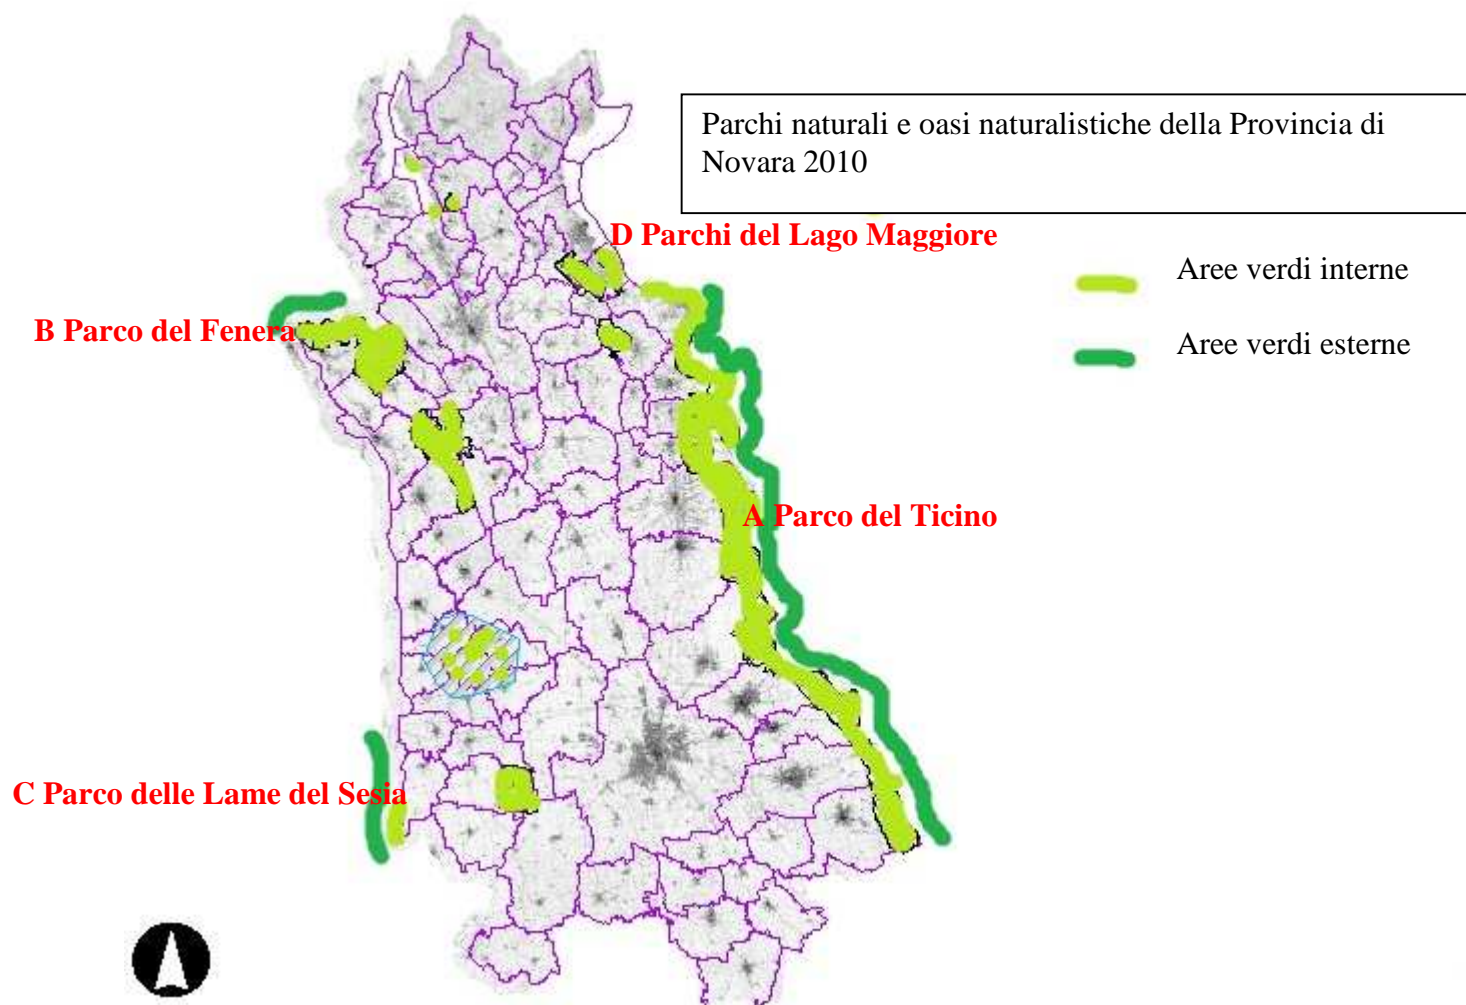 Parchi naturali e oasi naturalistiche della Provincia di
Novara 2010
D Parchi del Lago Maggiore
Aree verdi interne
B Parco del Fenera
Aree verdi esterne
A Parco del Ticino
C Parco delle Lame del Sesia